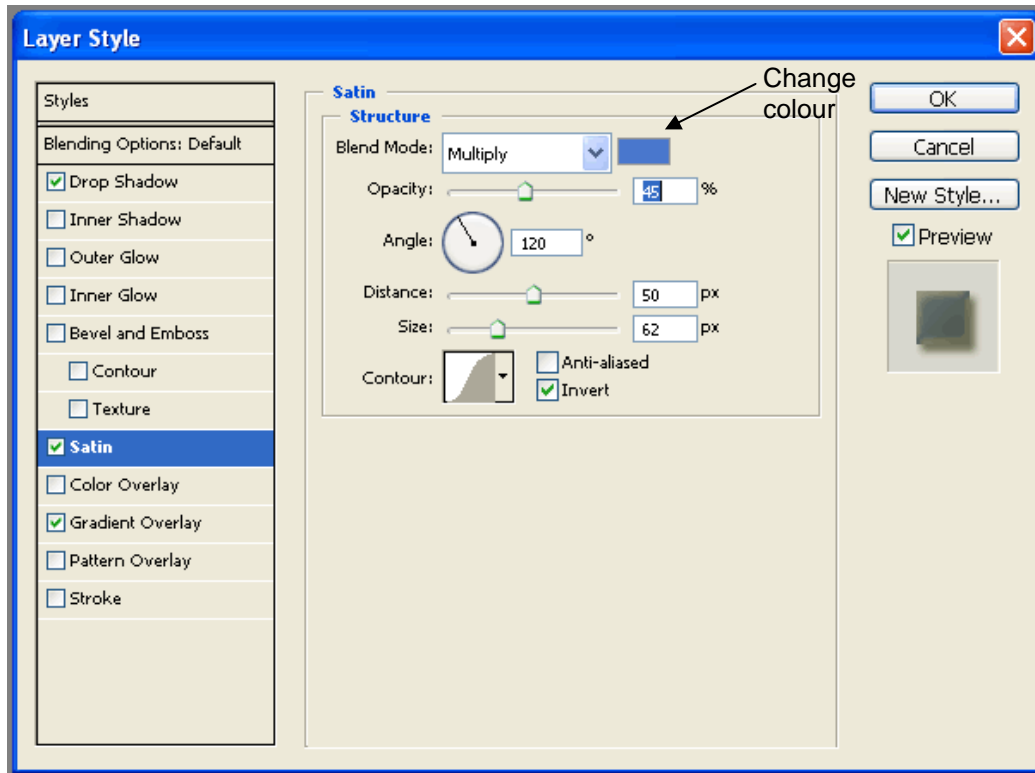 Layer Style
Styles
Blending Options: Default
Drop Shadow
Inner Shadow
Outer Glow
Inner Glow
Bevel and Emboss
Contour
Texture
Satin
Color Overlay
Gradient Overlay
Pattern Overlay
Stroke
Satin
Structure
Blend Mode: Multiply
Change
colour
Opacity: 45 %
Angle: 120 °
Distance: 50 px
Size: 62 px
Contour:
Anti-aliased
Invert
OK
Cancel
New Style...
Preview